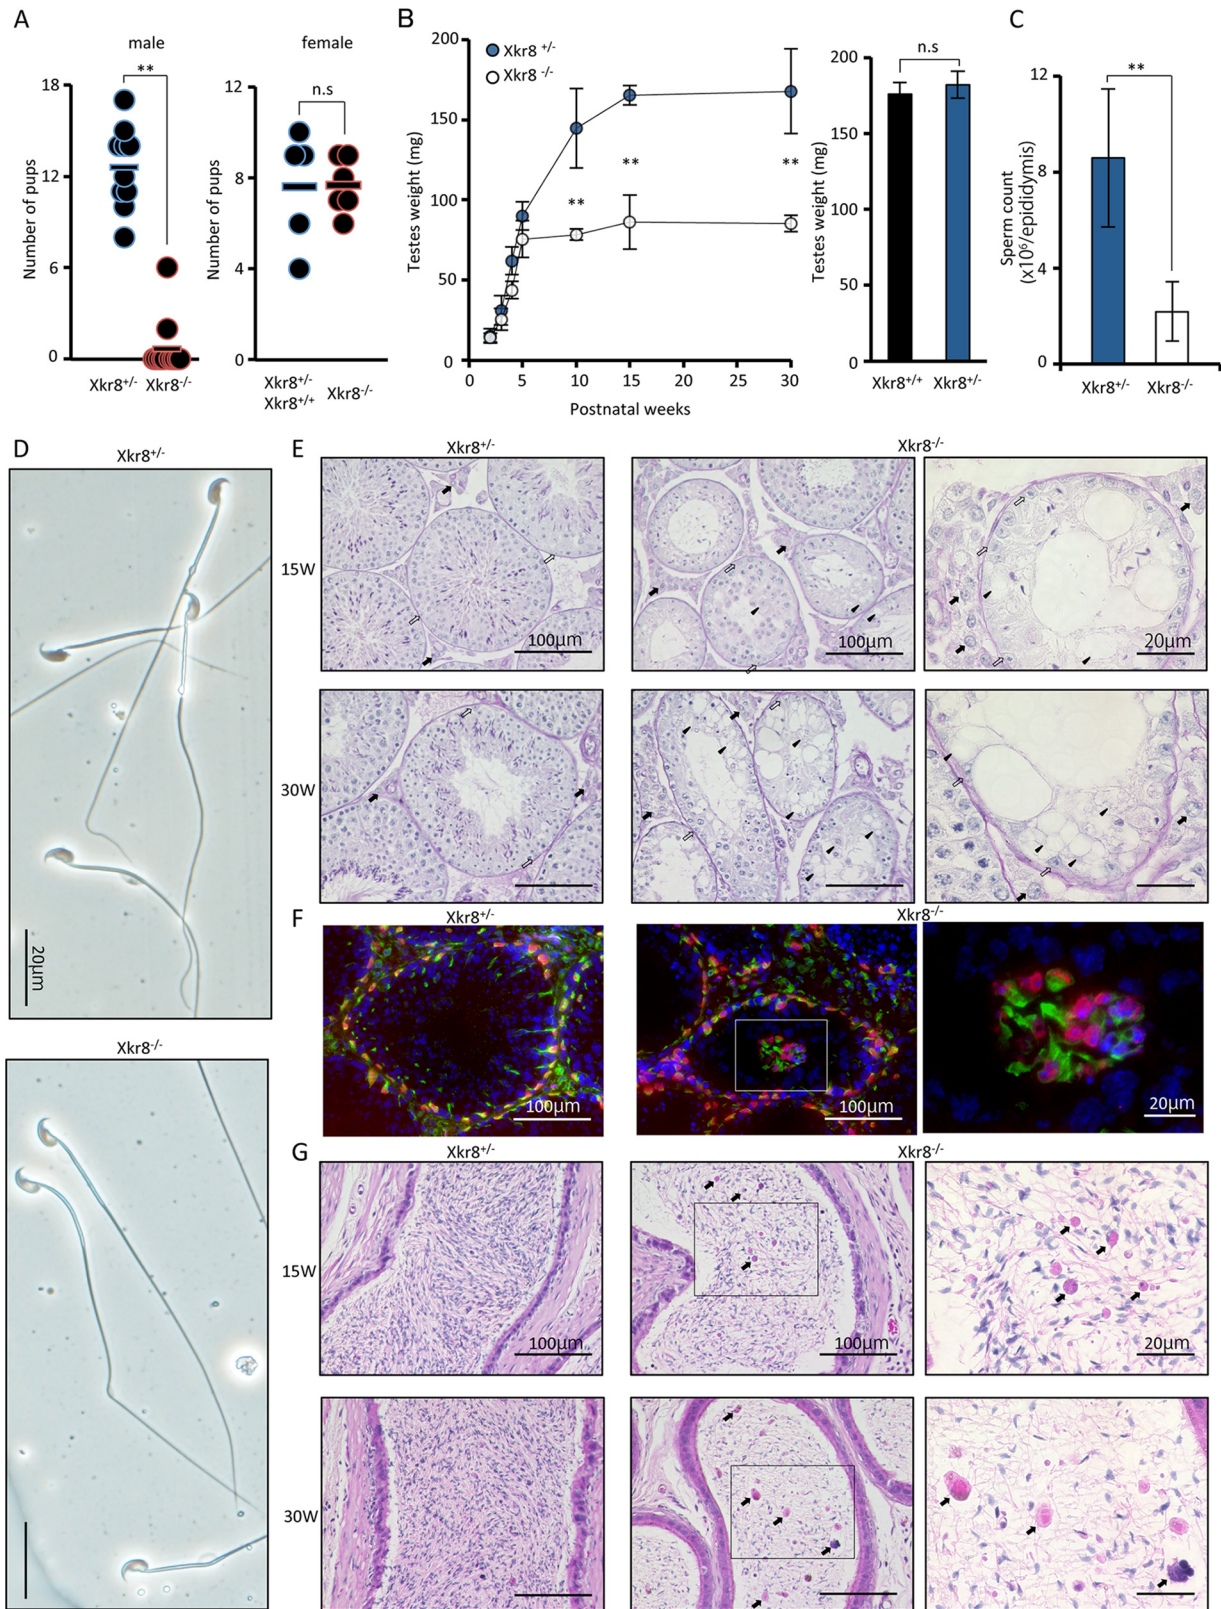 A
male
female
**
n.s
Number of pups
18
12
6
0
Xkr8+/-
Xkr8-/-
Number of pups
12
8
4
0
Xkr8+/-
Xkr8+/+
Xkr8-/-
B
Xkr8 +/-
Xkr8 -/-
Testes weight (mg)
200
150
100
50
0
**
**
**
0
5
10
15
20
25
30
Postnatal weeks
n.s
Testes weight (mg)
200
150
100
50
0
Xkr8+/+
Xkr8+/-
C
**
Sperm count
(x10⁶/epididymis)
12
8
4
0
Xkr8+/-
Xkr8-/-
D
Xkr8+/-
20μm
Xkr8-/-
E
Xkr8+/-
Xkr8-/-
15W
100μm
100μm
20μm
30W
F
Xkr8+/-
Xkr8-/-
100μm
100μm
20μm
G
Xkr8+/-
Xkr8-/-
15W
100μm
100μm
20μm
30W